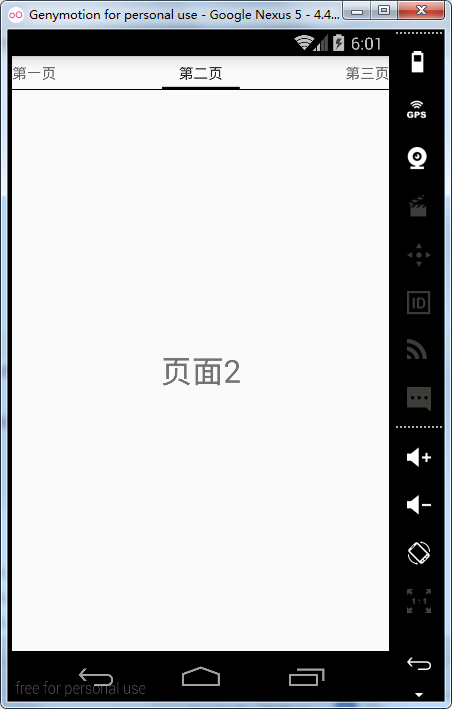 Genymotion for personal use - Google Nexus 5 - 4.4...
6:01
第一页 第二页 第三页
页面2
GPS
ID
1:1
free for personal use